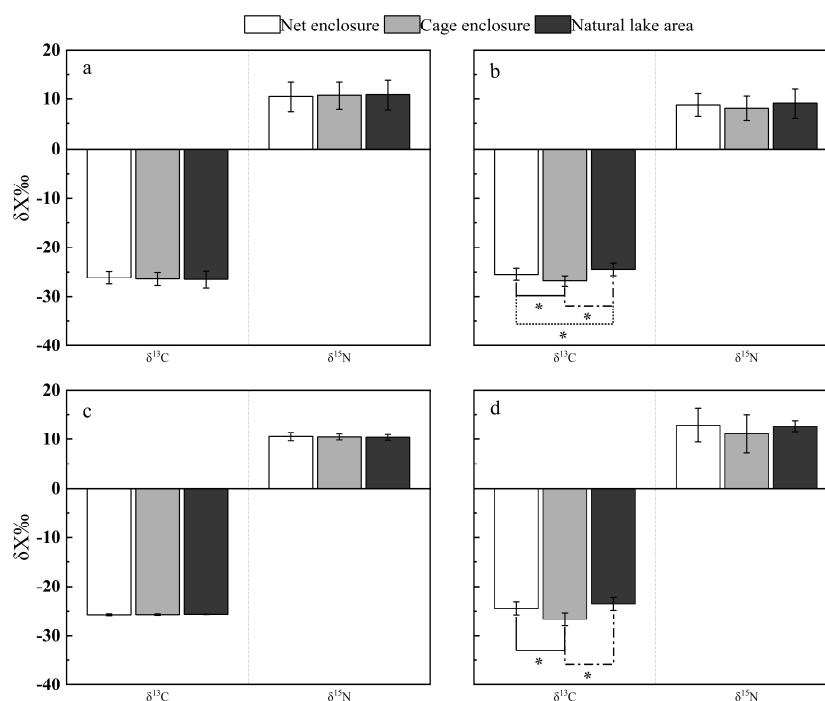 Net enclosure Cage enclosure Natural lake area
20
10
0
-10
-20
-30
-40
δX‰
a
δ¹³C
δ¹⁵N
b
*
*
*
δ¹³C
δ¹⁵N
20
10
0
-10
-20
-30
-40
δX‰
c
δ¹³C
δ¹⁵N
d
*
*
δ¹³C
δ¹⁵N